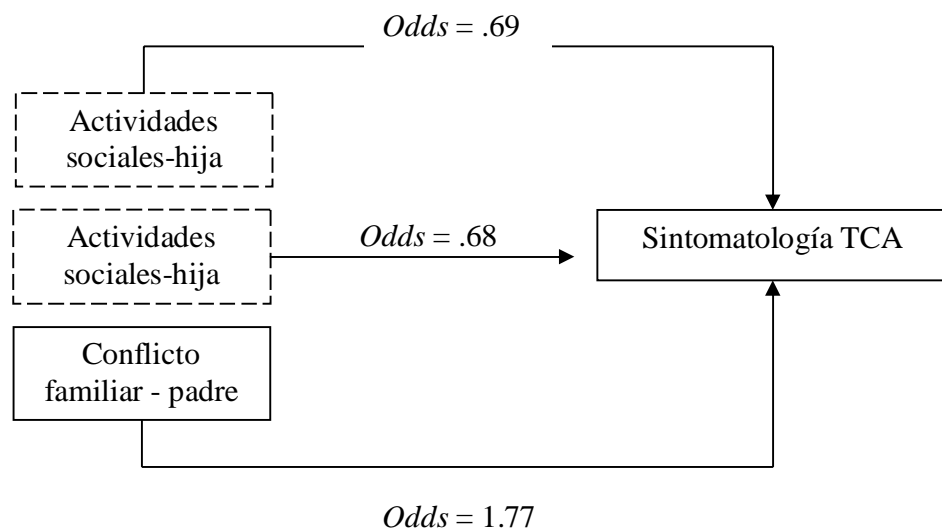 Odds = .69
Actividades
sociales-hija
Actividades
sociales-hija
Odds = .68
Sintomatología TCA
Conflicto
familiar - padre
Odds = 1.77